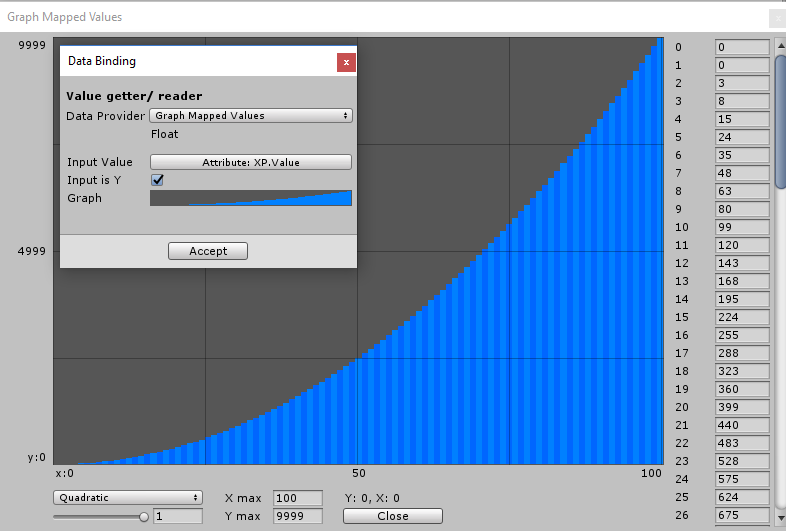 Graph Mapped Values
x
9999
4999
y:0
x:0
50
100
Data Binding
x
Value getter/ reader
Data Provider Graph Mapped Values
Float
Input Value Attribute: XP.Value
Input is Y
Graph
Accept
0 0
1 0
2 3
3 8
4 15
5 24
6 35
7 48
8 63
9 80
10 99
11 120
12 143
13 168
14 195
15 224
16 255
17 288
18 323
19 360
20 399
21 440
22 483
23 528
24 575
25 624
26 675
Quadratic X max 100 Y: 0, X: 0
1 Y max 9999 Close